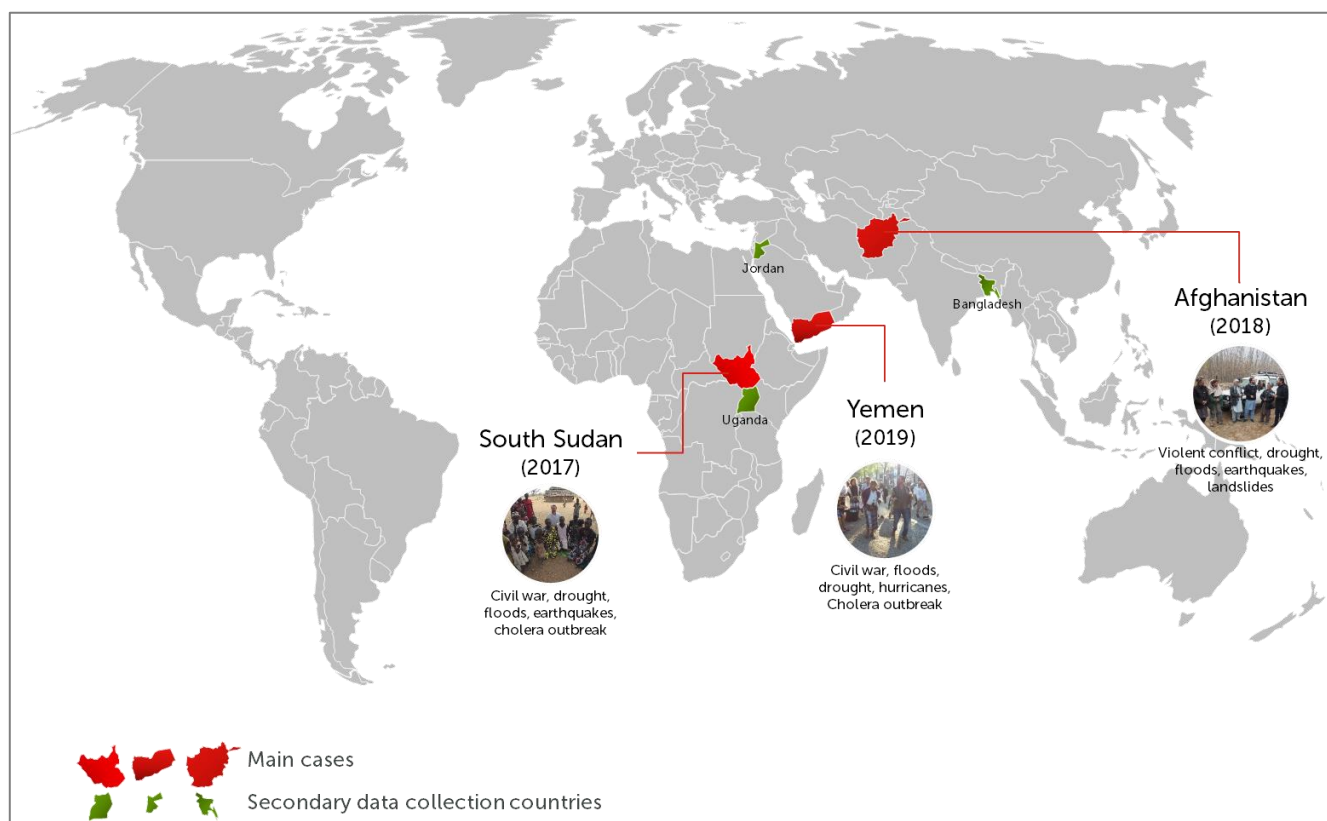 Jordan
Bangladesh
Afghanistan
(2018)
Violent conflict, drought,
floods, earthquakes,
landslides
Uganda
Yemen
(2019)
Civil war, floods,
drought, hurricanes,
Cholera outbreak
South Sudan
(2017)
Civil war, drought,
floods, earthquakes,
cholera outbreak
Main cases
Secondary data collection countries